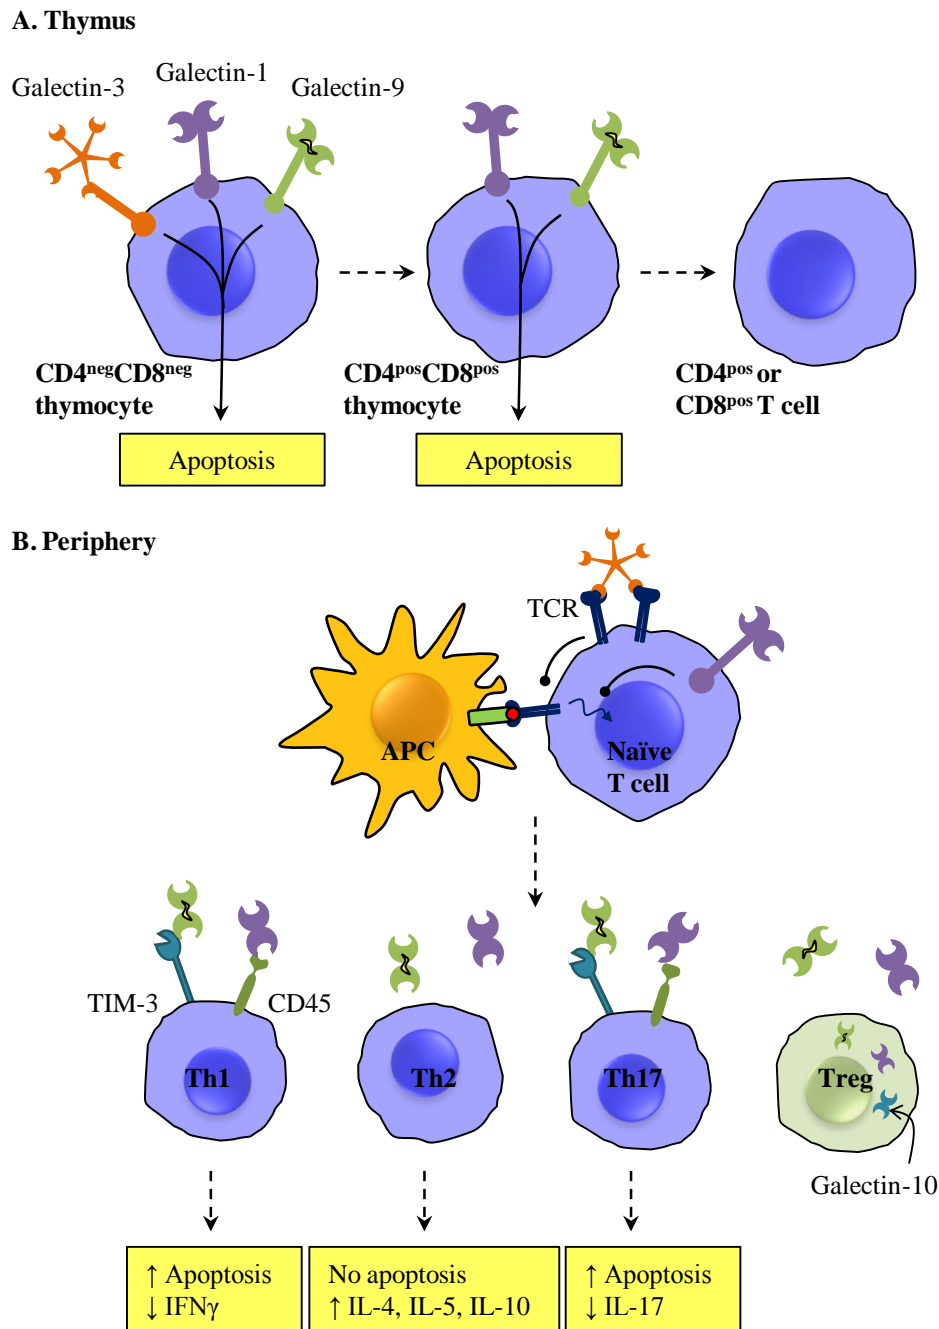 A. Thymus
Galectin-3
Galectin-1
Galectin-9
CD4negCD8neg
thymocyte
CD4posCD8pos
thymocyte
CD4pos or
CD8pos T cell
Apoptosis
Apoptosis
B. Periphery
TCR
APC
Naïve
T cell
TIM-3
CD45
Th1
Th2
Th17
Treg
Galectin-10
↑ Apoptosis
↓ IFNγ
No apoptosis
↑ IL-4, IL-5, IL-10
↑ Apoptosis
↓ IL-17